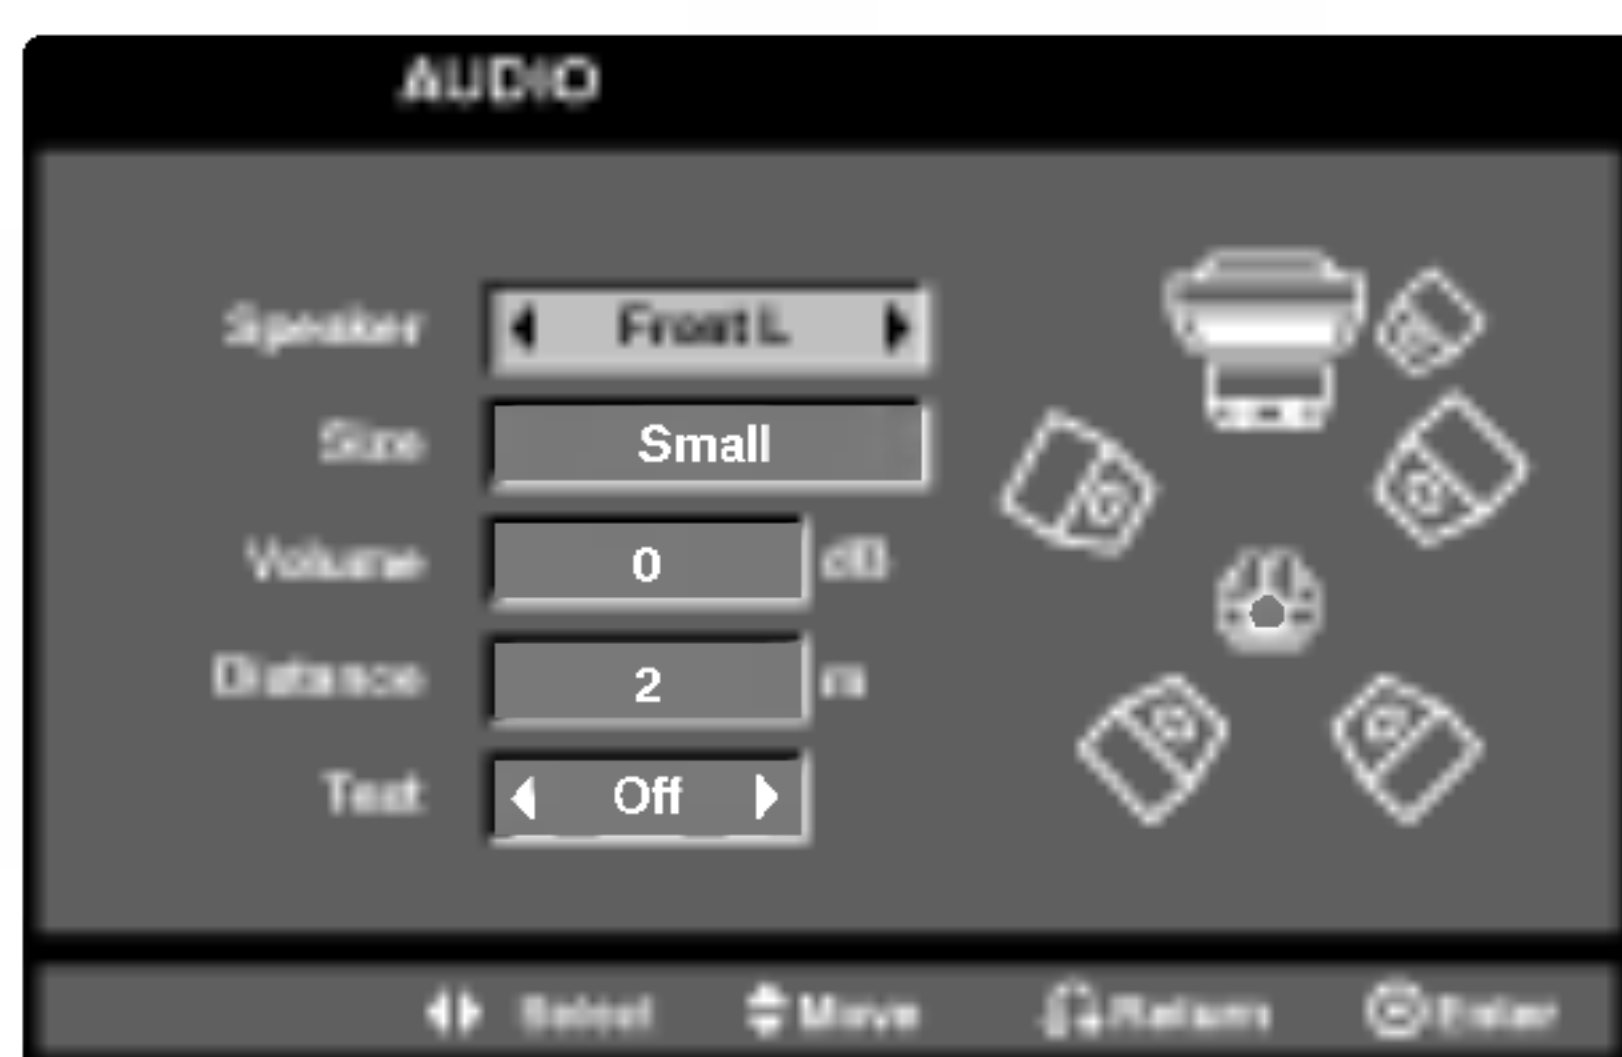 AUDIO
Speaker Front L
Size Small
Volume 0 dB
Distance 2 m
Test Off
Select Move Return Enter